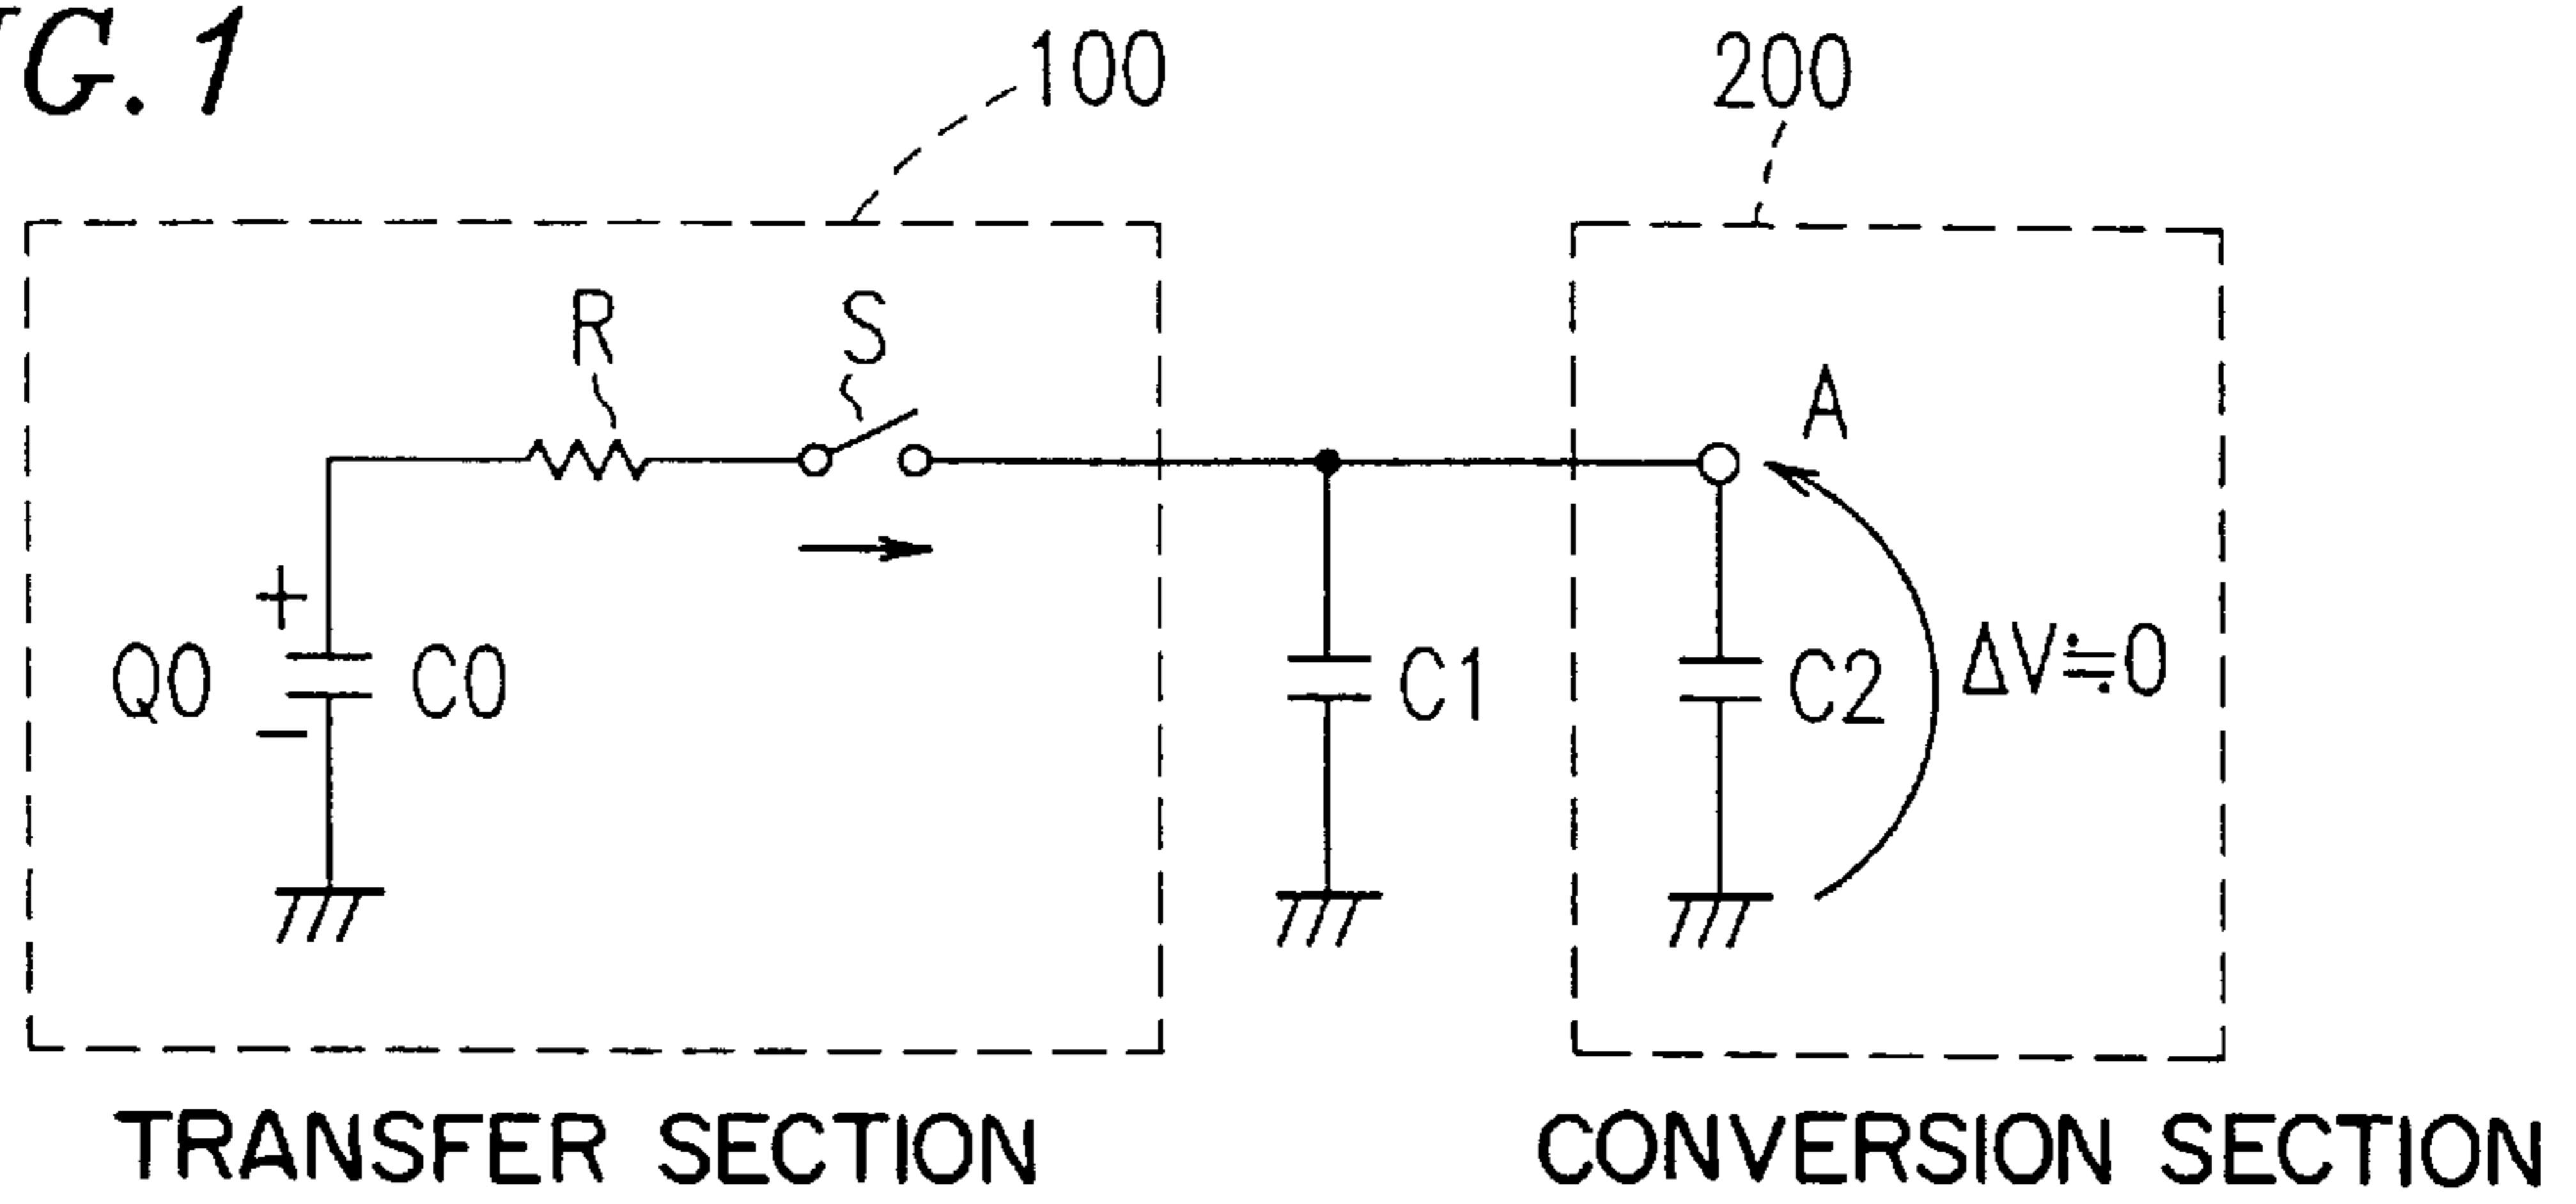 G. 1
100
200
R
S
A
+
Q0
C0
−
C1
C2
ΔV≒0
TRANSFER SECTION
CONVERSION SECTION